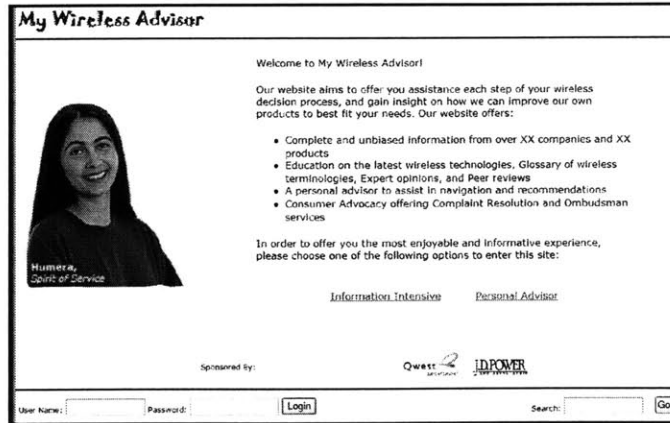 My Wireless Advisor
Welcome to My Wireless Advisor!
Our website aims to offer you assistance each step of your wireless
decision process, and gain insight on how we can improve our own
products to best fit your needs. Our website offers:
• Complete and unbiased information from over XX companies and XX
products
• Education on the latest wireless technologies, Glossary of wireless
terminologies, Expert opinions, and Peer reviews
• A personal advisor to assist in navigation and recommendations
• Consumer Advocacy offering Complaint Resolution and Ombudsman
services
In order to offer you the most enjoyable and informative experience,
please choose one of the following options to enter this site:
Humera,
Spirit of Service
Information Intensive Personal Advisor
Sponsored By: Qwest J.D.POWER
User Name: Password: Login Search: Go